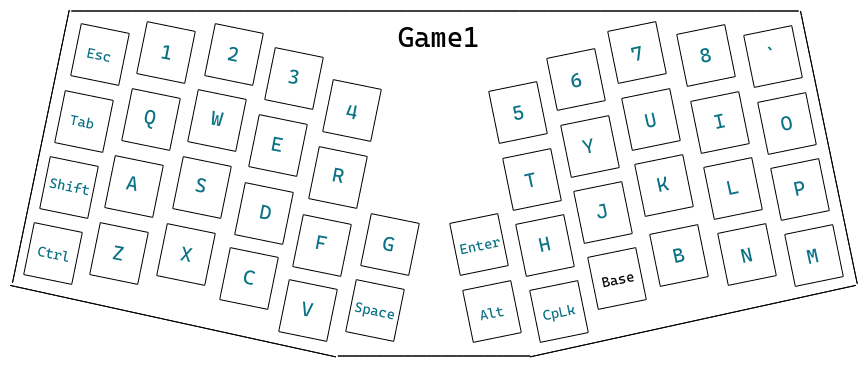 Game1
Esc 1 2 3 4 5 6 7 8 `
Tab Q W E R T Y U I O
Shift A S D F G Enter H J K L P
Ctrl Z X C V Space Alt CpLk Base B N M